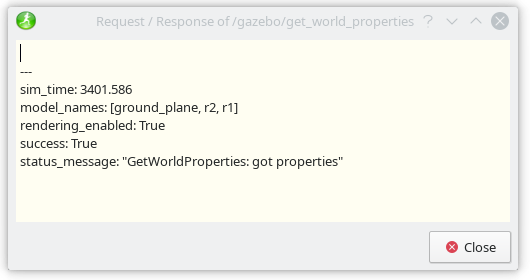 Request / Response of /gazebo/get_world_properties
---
sim_time: 3401.586
model_names: [ground_plane, r2, r1]
rendering_enabled: True
success: True
status_message: "GetWorldProperties: got properties"
Close